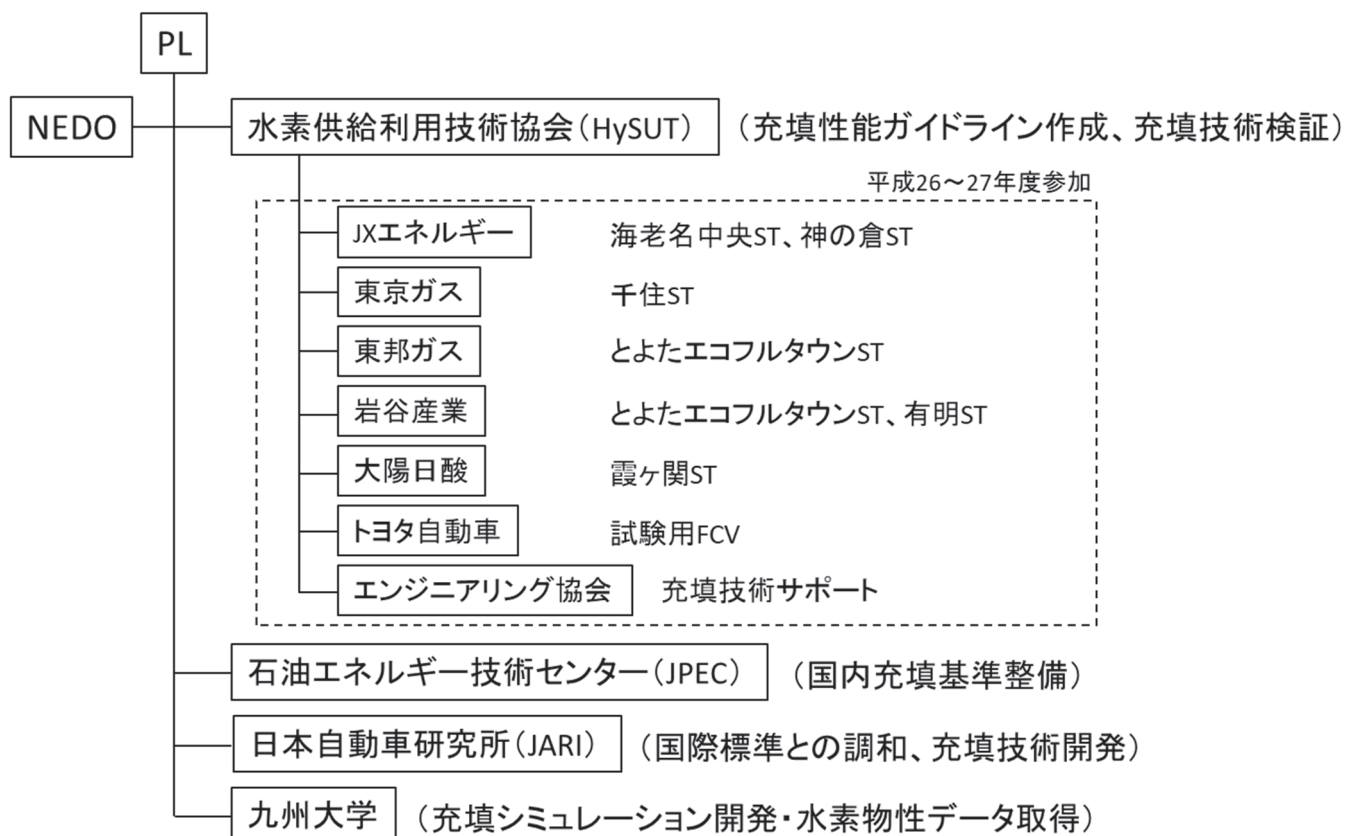 PL
NEDO 水素供給利用技術協会(HySUT) (充填性能ガイドライン作成、充填技術検証)
平成26~27年度参加
JXエネルギー 海老名中央ST、神の倉ST
東京ガス 千住ST
東邦ガス とよたエコフルタウンST
岩谷産業 とよたエコフルタウンST、有明ST
大陽日酸 霞ヶ関ST
トヨタ自動車 試験用FCV
エンジニアリング協会 充填技術サポート
石油エネルギー技術センター(JPEC) (国内充填基準整備)
日本自動車研究所(JARI) (国際標準との調和、充填技術開発)
九州大学 (充填シミュレーション開発・水素物性データ取得)